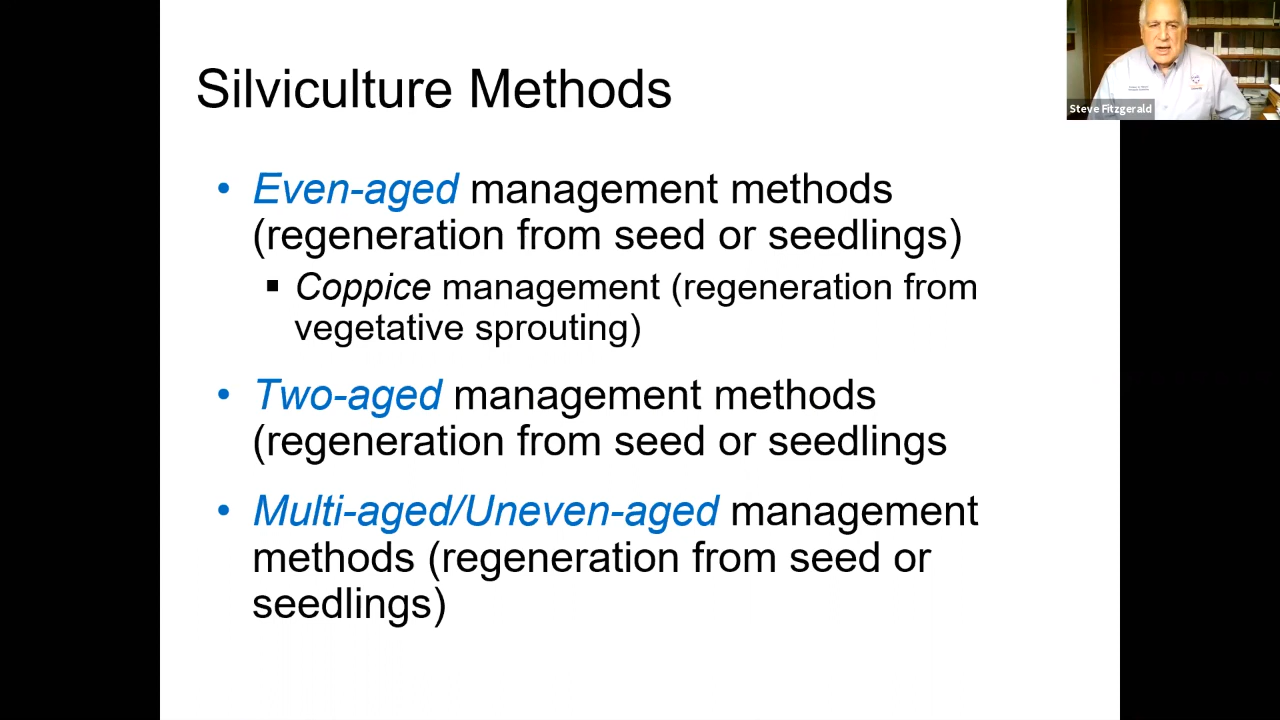 Silviculture Methods
Steve Fitzgerald
• Even-aged management methods
(regeneration from seed or seedlings)
▪ Coppice management (regeneration from
vegetative sprouting)
• Two-aged management methods
(regeneration from seed or seedlings
• Multi-aged/Uneven-aged management
methods (regeneration from seed or
seedlings)